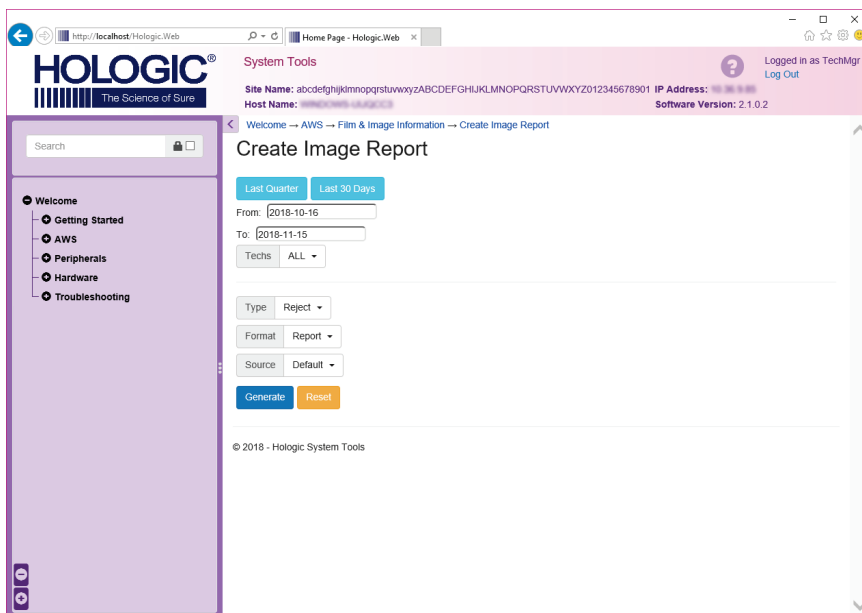 http://localhost/Hologic.Web
Home Page - Hologic.Web
HOLOGIC®
The Science of Sure
System Tools
Logged in as TechMgr
Log Out
Site Name: abcdefghijklmnopqrstuvwxyzABCDEFGHIJKLMNOPQRSTUVWXYZ012345678901 IP Address:
Host Name:
Software Version: 2.1.0.2
Welcome → AWS → Film & Image Information → Create Image Report
Search
Create Image Report
Last Quarter Last 30 Days
From: 2018-10-16
To: 2018-11-15
Techs ALL
Welcome
Getting Started
AWS
Peripherals
Hardware
Troubleshooting
Type Reject
Format Report
Source Default
Generate Reset
© 2018 - Hologic System Tools